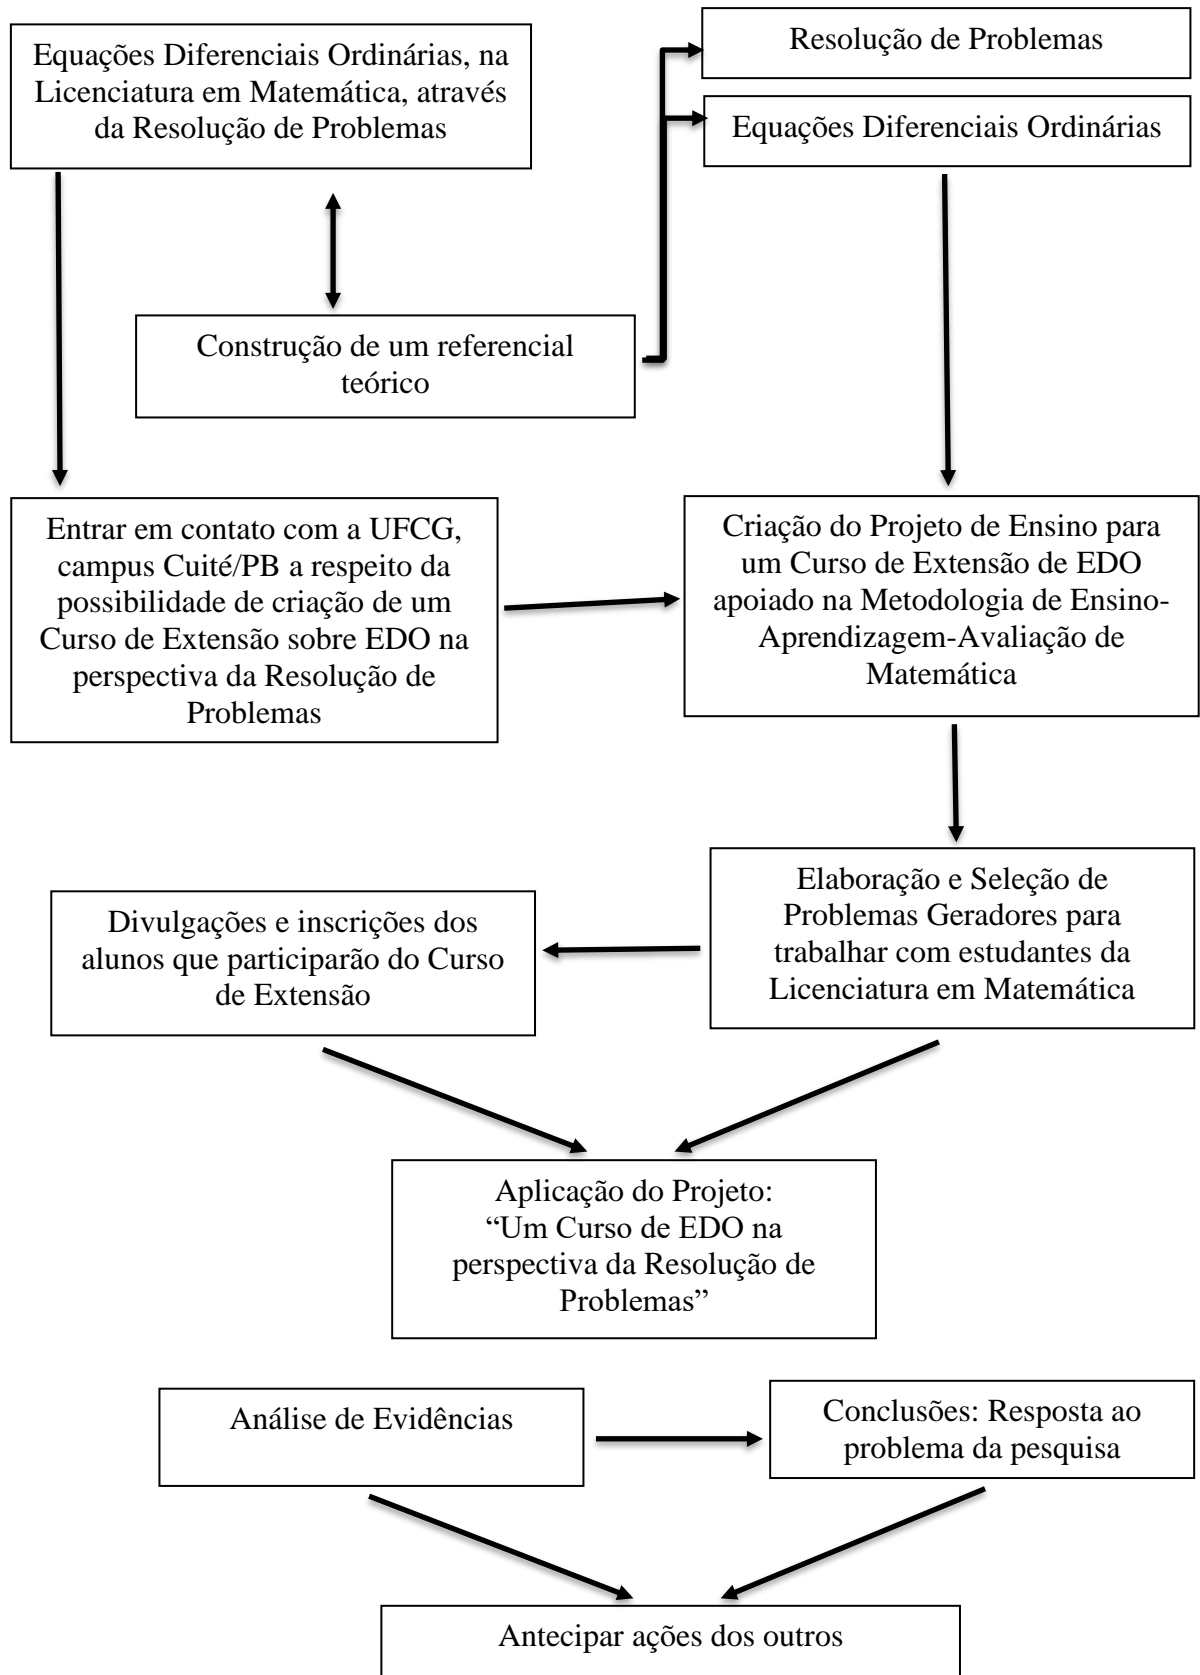 Equações Diferenciais Ordinárias, na
Licenciatura em Matemática, através
da Resolução de Problemas
Resolução de Problemas
Equações Diferenciais Ordinárias
Construção de um referencial
teórico
Entrar em contato com a UFCG,
campus Cuité/PB a respeito da
possibilidade de criação de um
Curso de Extensão sobre EDO na
perspectiva da Resolução de
Problemas
Criação do Projeto de Ensino para
um Curso de Extensão de EDO
apoiado na Metodologia de Ensino-
Aprendizagem-Avaliação de
Matemática
Elaboração e Seleção de
Problemas Geradores para
trabalhar com estudantes da
Licenciatura em Matemática
Divulgações e inscrições dos
alunos que participarão do Curso
de Extensão
Aplicação do Projeto:
“Um Curso de EDO na
perspectiva da Resolução de
Problemas”
Análise de Evidências
Conclusões: Resposta ao
problema da pesquisa
Antecipar ações dos outros